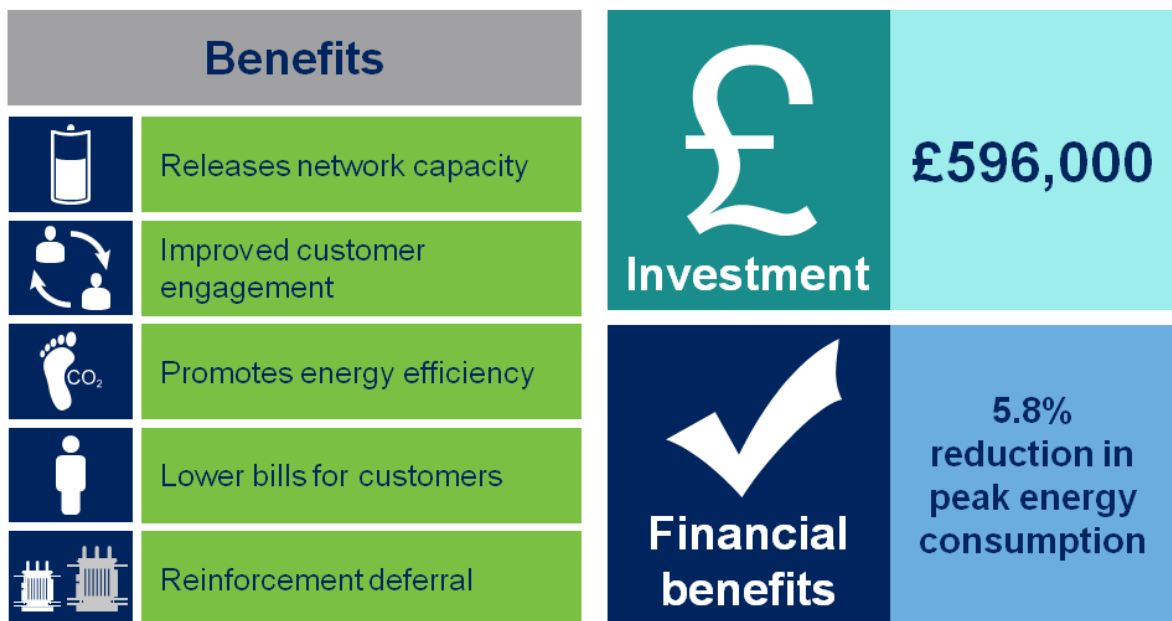 Benefits
Releases network capacity
Improved customer
engagement
CO₂
Promotes energy efficiency
Lower bills for customers
Reinforcement deferral
£
Investment
£596,000
Financial
benefits
5.8%
reduction in
peak energy
consumption